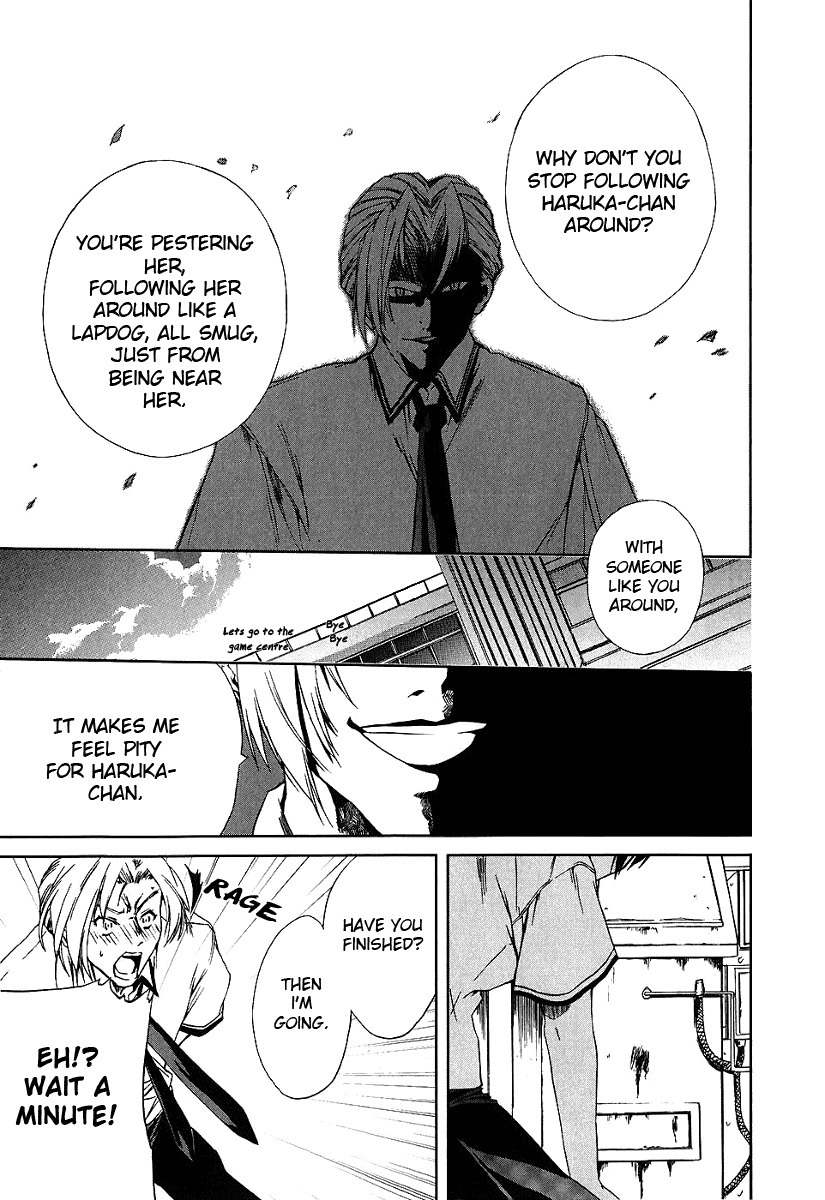 WHY DON'T YOU
STOP FOLLOWING
HARUKA-CHAN
AROUND?
YOU'RE PESTERING
HER,
FOLLOWING HER
AROUND LIKE A
LAPDOG, ALL SMUG,
JUST FROM
BEING NEAR
HER.
WITH
SOMEONE
LIKE YOU
AROUND,
Bye
Bye
Lets go to the
game centre
IT MAKES ME
FEEL PITY
FOR HARUKA-
CHAN.
HAVE YOU
FINISHED?
THEN
I'M
GOING.
RAGE
EH!?
WAIT A
MINUTE!